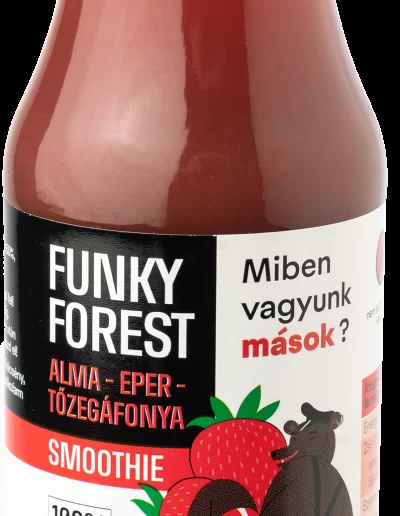 FUNKY
FOREST
ALMA - EPER -
TŐZEGÁFONYA
SMOOTHIE
Miben
vagyunk
mások?